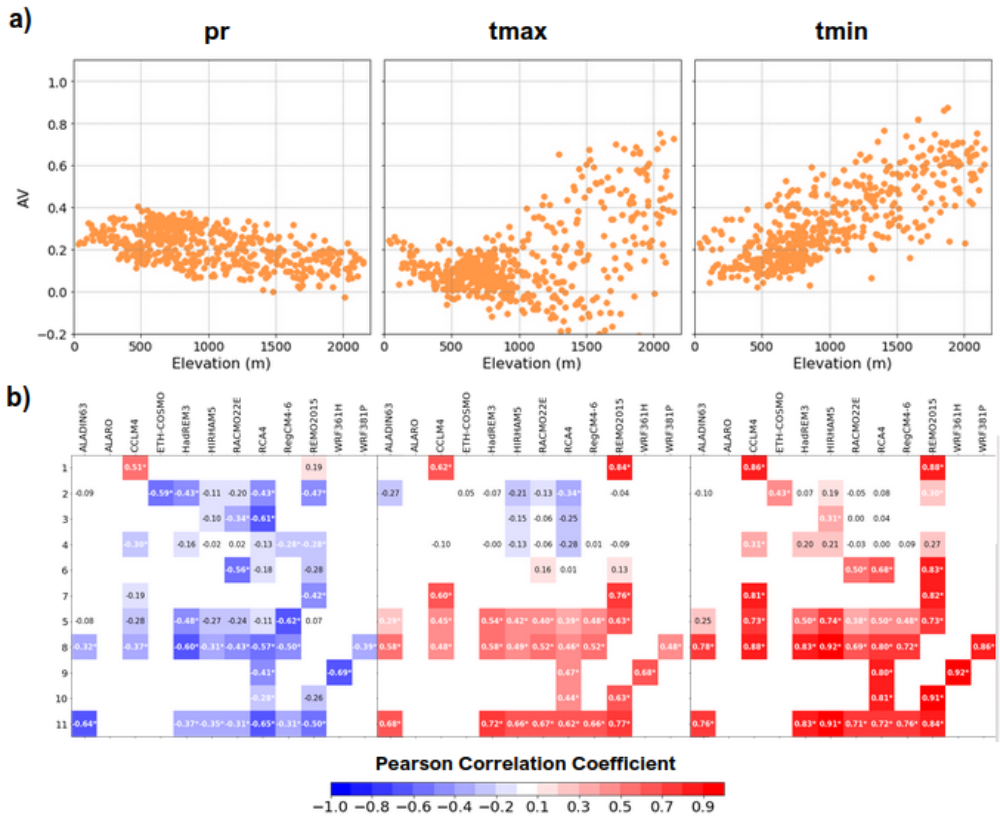 a)
pr tmax tmin
AV
1.0
0.8
0.6
0.4
0.2
0.0
−0.2
0 500 1000 1500 2000 0 500 1000 1500 2000 0 500 1000 1500 2000
Elevation (m) Elevation (m) Elevation (m)
b)
ALADIN63 ALARO CCLM4 ETH-COSMO HadREM3 HIRHAM5 RACMO22E RCA4 RegCM4-6 REMO2015 WRF361H WRF381P ALADIN63 ALARO CCLM4 ETH-COSMO HadREM3 HIRHAM5 RACMO22E RCA4 RegCM4-6 REMO2015 WRF361H WRF381P ALADIN63 ALARO CCLM4 ETH-COSMO HadREM3 HIRHAM5 RACMO22E RCA4 RegCM4-6 REMO2015 WRF361H WRF381P
1 0.51* 0.19 0.62* 0.84* 0.86* 0.88*
2 -0.09 -0.59* -0.43* -0.11 -0.20 -0.43* -0.47* -0.27 0.05 -0.07 -0.21 -0.13 -0.34* -0.04 -0.10 0.43* 0.07 0.19 -0.05 0.08 0.30*
3 -0.10 -0.34* -0.61* -0.15 -0.06 -0.25 0.31* 0.00 0.04
4 -0.30* -0.16 -0.02 0.02 -0.13 -0.28* -0.28* -0.10 -0.00 -0.13 -0.06 -0.28 0.01 -0.09 0.31* 0.20 0.21 -0.03 0.00 0.09 0.27
6 -0.56* -0.18 -0.28 0.16 0.01 0.13 0.50* 0.68* 0.83*
7 -0.19 -0.42* 0.60* 0.76* 0.81* 0.82*
5 -0.08 -0.28 -0.48* -0.27 -0.24 -0.11 -0.62* 0.07 0.29* 0.45* 0.54* 0.42* 0.40* 0.39* 0.48* 0.63* 0.25 0.73* 0.50* 0.74* 0.38* 0.50* 0.48* 0.73*
8 -0.32* -0.37* -0.60* -0.31* -0.43* -0.57* -0.50* -0.39* 0.58* 0.48* 0.58* 0.49* 0.52* 0.46* 0.52* 0.48* 0.78* 0.88* 0.83* 0.92* 0.69* 0.80* 0.72* 0.86*
9 -0.41* -0.69* 0.47* 0.68* 0.80* 0.92*
10 -0.28* -0.26 0.44* 0.63* 0.81* 0.91*
11 -0.64* -0.37* -0.35* -0.31* -0.65* -0.31* -0.50* 0.68* 0.72* 0.66* 0.67* 0.62* 0.66* 0.77* 0.76* 0.83* 0.91* 0.71* 0.72* 0.76* 0.84*
Pearson Correlation Coefficient
−1.0 −0.8 −0.6 −0.4 −0.2 0.1 0.3 0.5 0.7 0.9